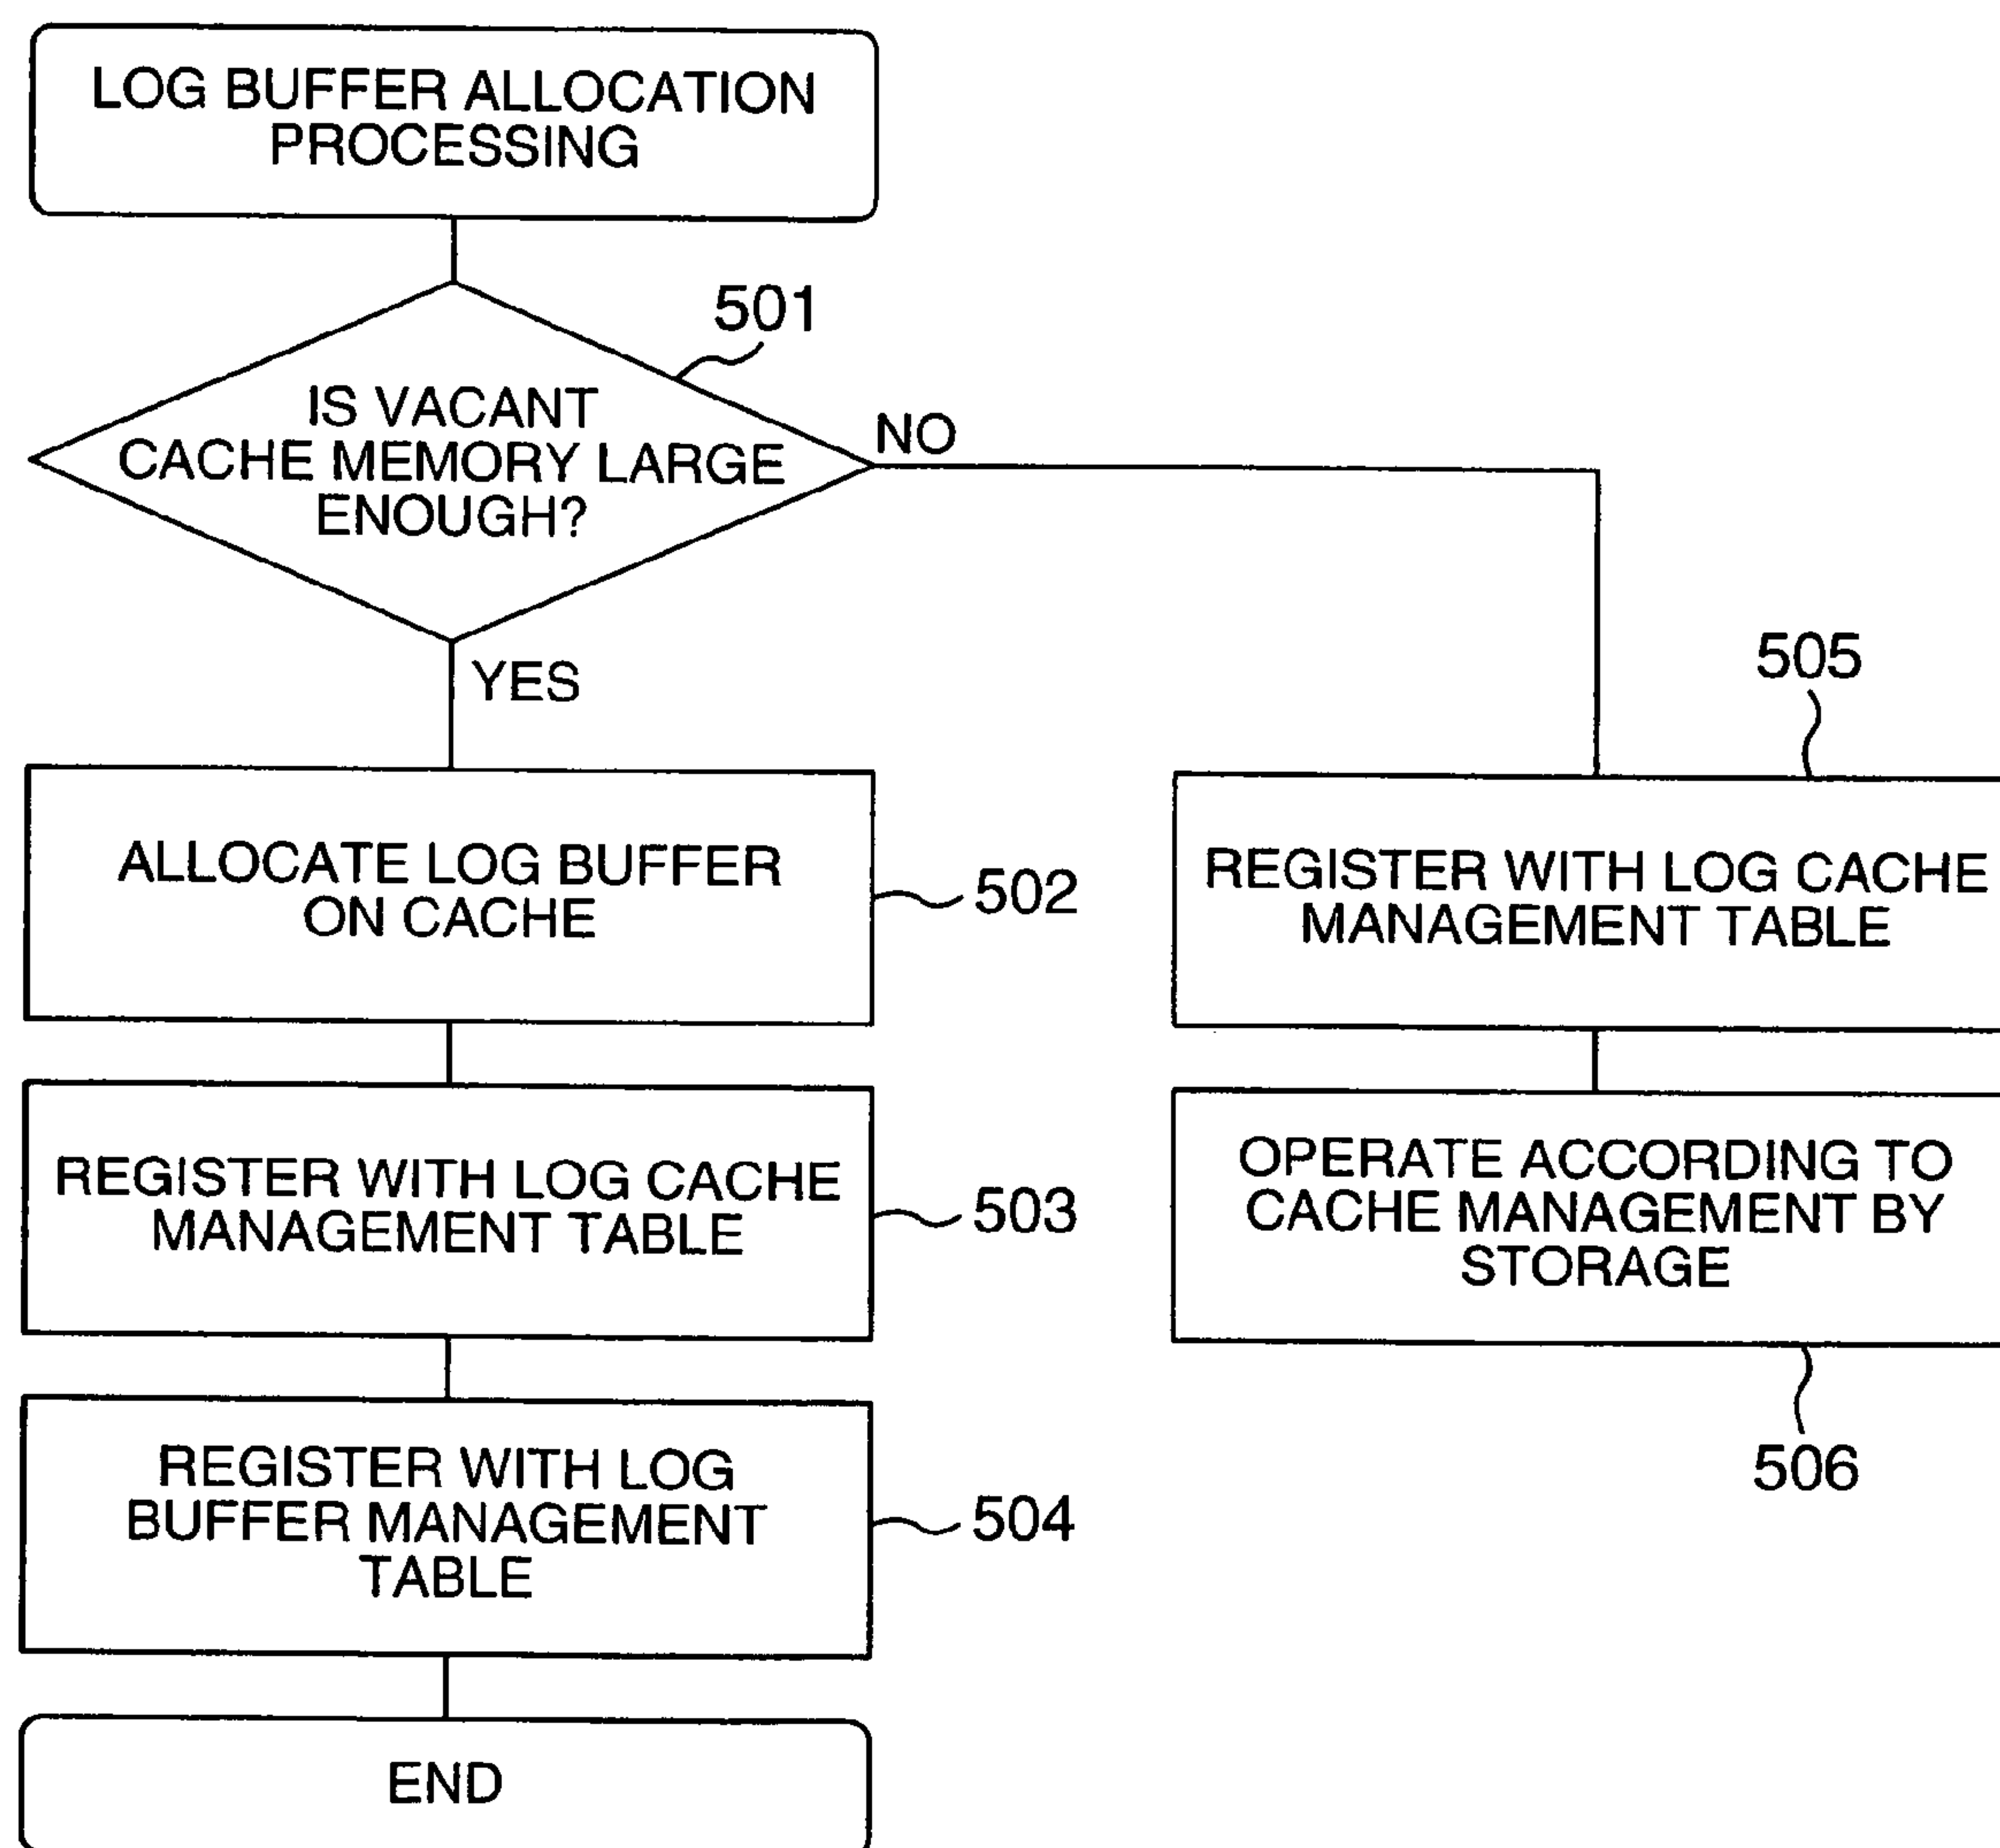 LOG BUFFER ALLOCATION
PROCESSING
501
IS VACANT
CACHE MEMORY LARGE
ENOUGH?
NO
YES
ALLOCATE LOG BUFFER
ON CACHE
502
REGISTER WITH LOG CACHE
MANAGEMENT TABLE
503
REGISTER WITH LOG
BUFFER MANAGEMENT
TABLE
504
END
505
REGISTER WITH LOG CACHE
MANAGEMENT TABLE
OPERATE ACCORDING TO
CACHE MANAGEMENT BY
STORAGE
506